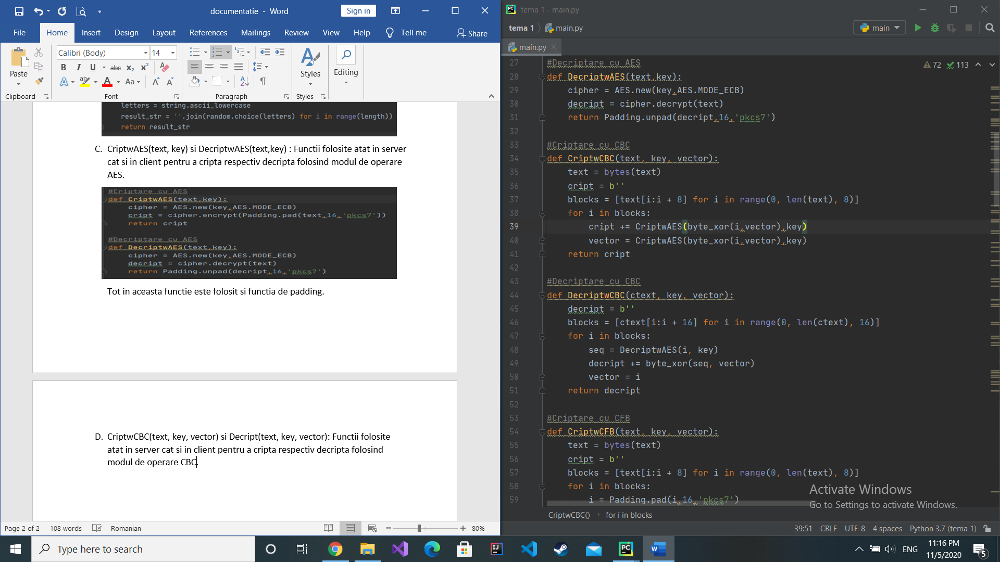 documentatie - Word
Sign in
File Home Insert Design Layout References Mailings Review View Help Tell me Share
Paste
Clipboard
Calibri (Body) 14
B I U abc x₂ x²
A ab A Aa A A
Font
Paragraph
Styles
Styles
Editing
letters = string.ascii_lowercase
result_str = ''.join(random.choice(letters) for i in range(length))
return result_str
C. CriptwAES(text, key) si DecriptwAES(text,key) : Functii folosite atat in server
cat si in client pentru a cripta respectiv decripta folosind modul de operare
AES.
#Criptare cu AES
def CriptwAES(text,key):
cipher = AES.new(key,AES.MODE_ECB)
cript = cipher.encrypt(Padding.pad(text,16,'pkcs7'))
return cript
#Decriptare cu AES
def DecriptwAES(text,key):
cipher = AES.new(key,AES.MODE_ECB)
decript = cipher.decrypt(text)
return Padding.unpad(decript,16,'pkcs7')
Tot in aceasta functie este folosit si functia de padding.
D. CriptwCBC(text, key, vector) si Decript(text, key, vector): Functii folosite
atat in server cat si in client pentru a cripta respectiv decripta folosind
modul de operare CBC.
Page 2 of 2 108 words Romanian 80%
PC tema 1 - main.py
tema 1 main.py main
main.py
72 113
27 #Decriptare cu AES
28 def DecriptwAES(text,key):
29 cipher = AES.new(key,AES.MODE_ECB)
30 decript = cipher.decrypt(text)
31 return Padding.unpad(decript,16,'pkcs7')
32
33 #Criptare cu CBC
34 def CriptwCBC(text, key, vector):
35 text = bytes(text)
36 cript = b''
37 blocks = [text[i:i + 8] for i in range(0, len(text), 8)]
38 for i in blocks:
39 cript += CriptwAES(byte_xor(i,vector),key)
40 vector = CriptwAES(byte_xor(i,vector),key)
41 return cript
42
43 #Decriptare cu CBC
44 def DecriptwCBC(ctext, key, vector):
45 decript = b''
46 blocks = [ctext[i:i + 16] for i in range(0, len(ctext), 16)]
47 for i in blocks:
48 seq = DecriptwAES(i, key)
49 decript += byte_xor(seq, vector)
50 vector = i
51 return decript
52
53 #Criptare cu CFB
54 def CriptwCFB(text, key, vector):
55 text = bytes(text)
56 cript = b''
57 blocks = [text[i:i + 8] for i in range(0, len(text), 8)]
58 for i in blocks:
59 i = Padding.pad(i,16,'pkcs7')
Activate Windows
Go to Settings to activate Windows.
CriptwCBC() for i in blocks
39:51 CRLF UTF-8 4 spaces Python 3.7 (tema 1)
Type here to search
IJ PC W
ENG
11:16 PM
11/5/2020
5